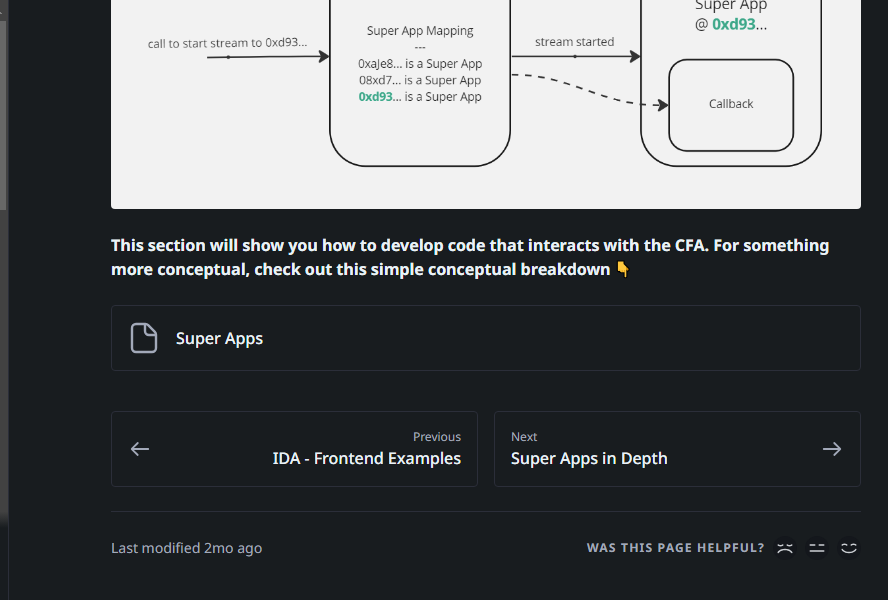 Super App
@ 0xd93...
call to start stream to 0xd93...
Super App Mapping
---
0xaJe8... is a Super App
08xd7... is a Super App
0xd93... is a Super App
stream started
Callback
This section will show you how to develop code that interacts with the CFA. For something
more conceptual, check out this simple conceptual breakdown 👇
Super Apps
Previous
IDA - Frontend Examples
Next
Super Apps in Depth
Last modified 2mo ago
WAS THIS PAGE HELPFUL?